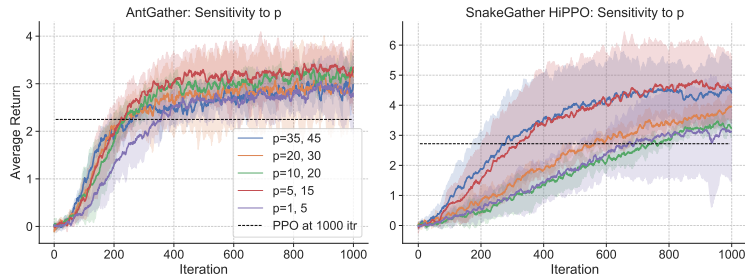 AntGather: Sensitivity to p
Average Return
4
3
2
1
0
p=35, 45
p=20, 30
p=10, 20
p=5, 15
p=1, 5
PPO at 1000 itr
0 200 400 600 800 1000
Iteration
SnakeGather HiPPO: Sensitivity to p
6
5
4
3
2
1
0
0 200 400 600 800 1000
Iteration